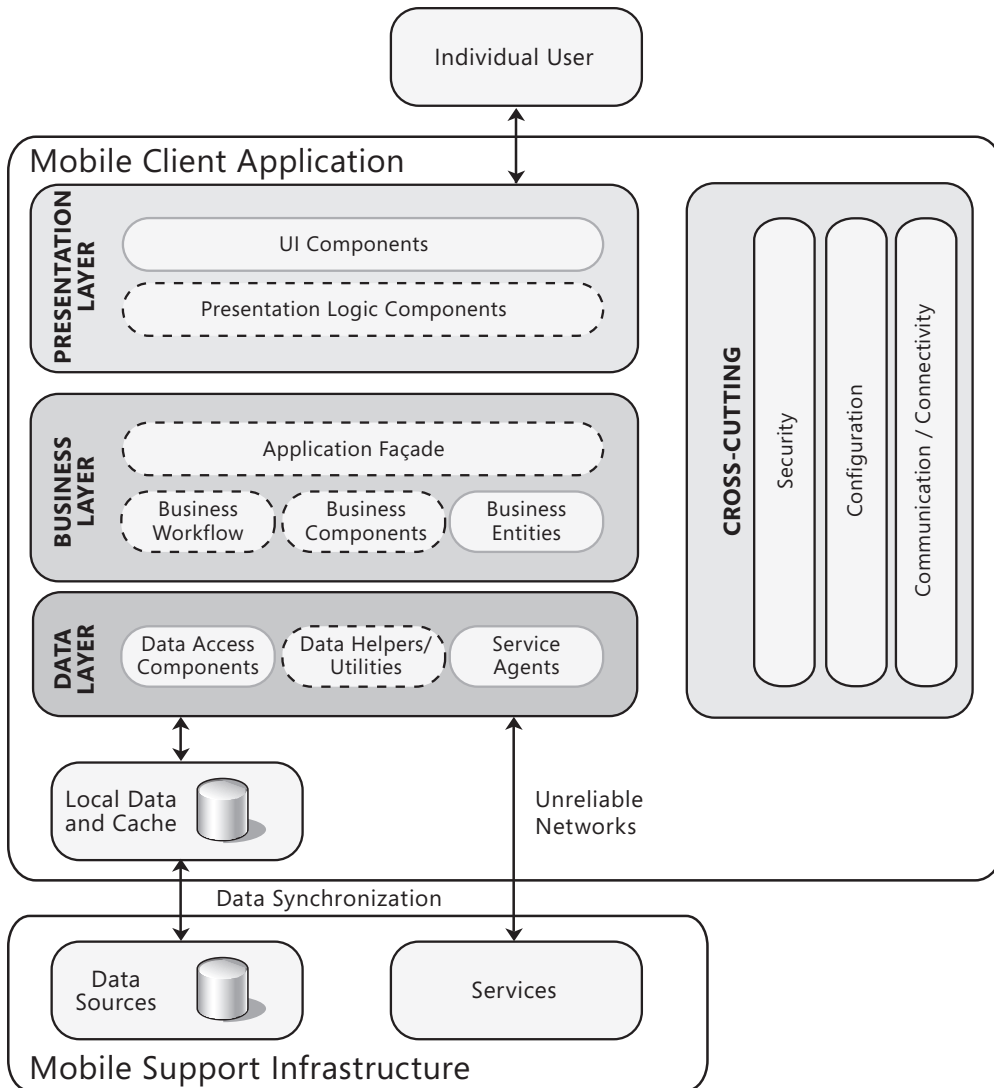 Individual User
Mobile Client Application
PRESENTATION
LAYER
UI Components
Presentation Logic Components
BUSINESS
LAYER
Application Façade
Business
Workflow
Business
Components
Business
Entities
DATA
LAYER
Data Access
Components
Data Helpers/
Utilities
Service
Agents
CROSS-CUTTING
Security
Configuration
Communication / Connectivity
Local Data
and Cache
Unreliable
Networks
Data Synchronization
Data
Sources
Services
Mobile Support Infrastructure